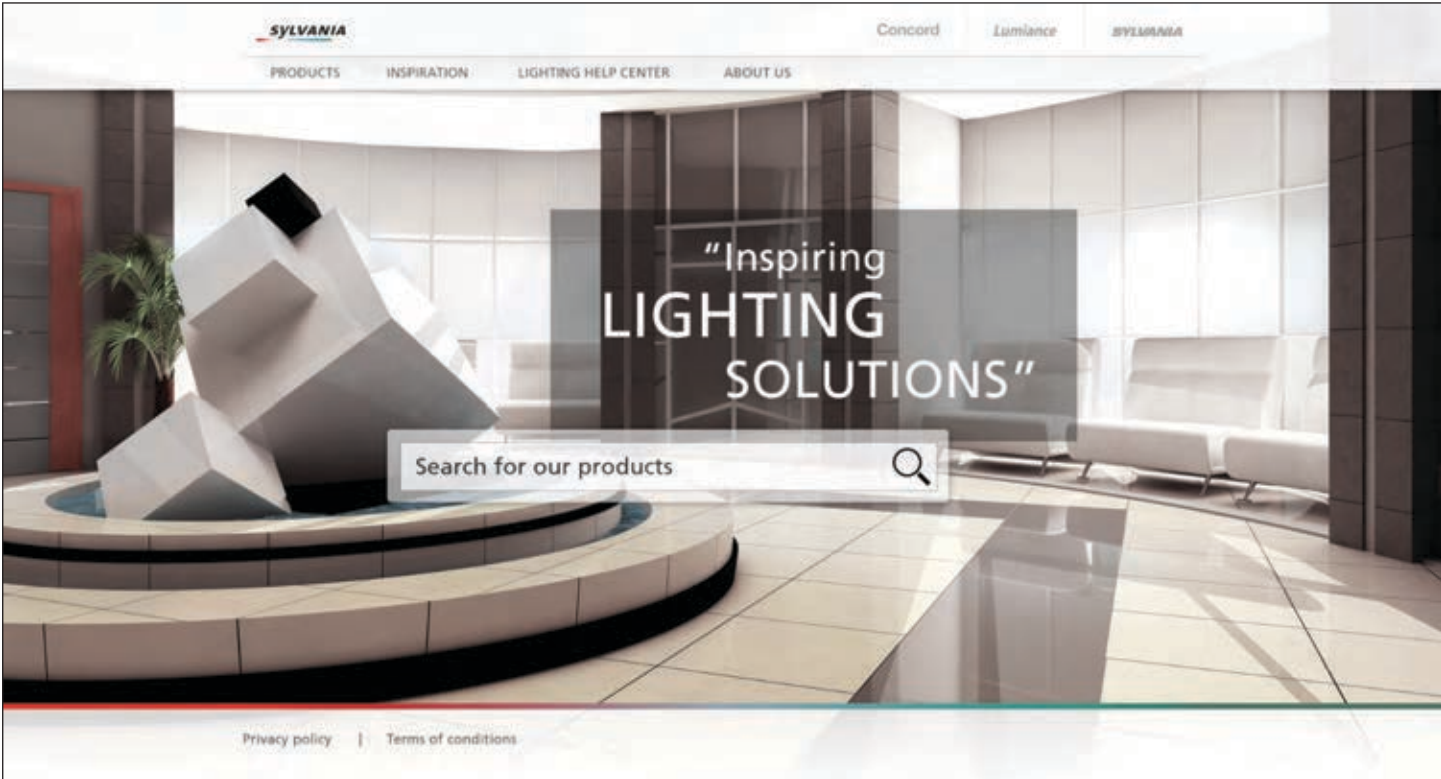 SYLVANIA
Concord Lumiance SYLVANIA
PRODUCTS INSPIRATION LIGHTING HELP CENTER ABOUT US
"Inspiring
LIGHTING
SOLUTIONS"
Search for our products
Privacy policy | Terms of conditions